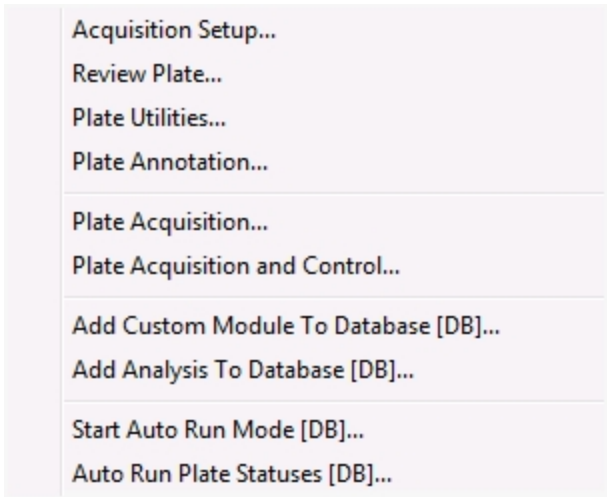 Acquisition Setup...
Review Plate...
Plate Utilities...
Plate Annotation...
Plate Acquisition...
Plate Acquisition and Control...
Add Custom Module To Database [DB]...
Add Analysis To Database [DB]...
Start Auto Run Mode [DB]...
Auto Run Plate Statuses [DB]...